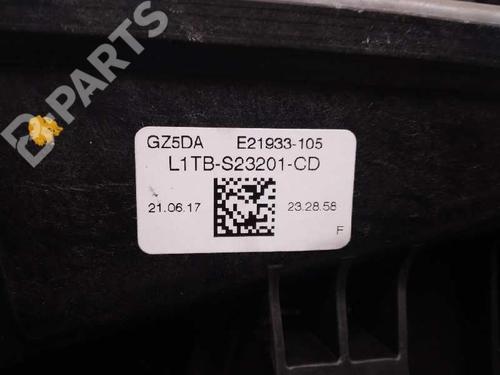 B-PARTS
GZ5DA E21933-105
L1TB-S23201-CD
21.06.17 23.28.58
F